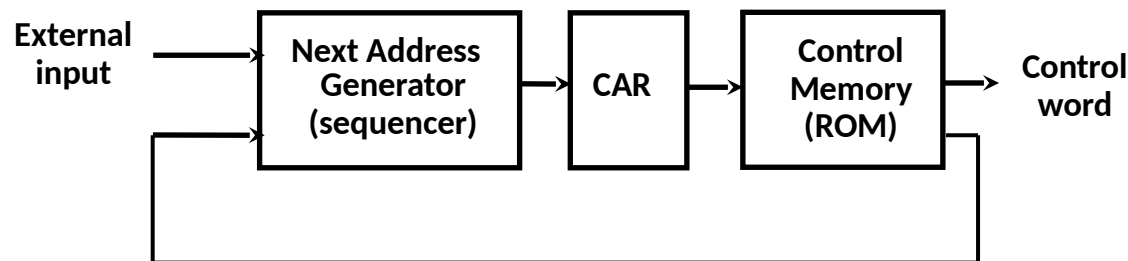 External
input
Next Address
Generator
(sequencer)
CAR
Control
Memory
(ROM)
Control
word